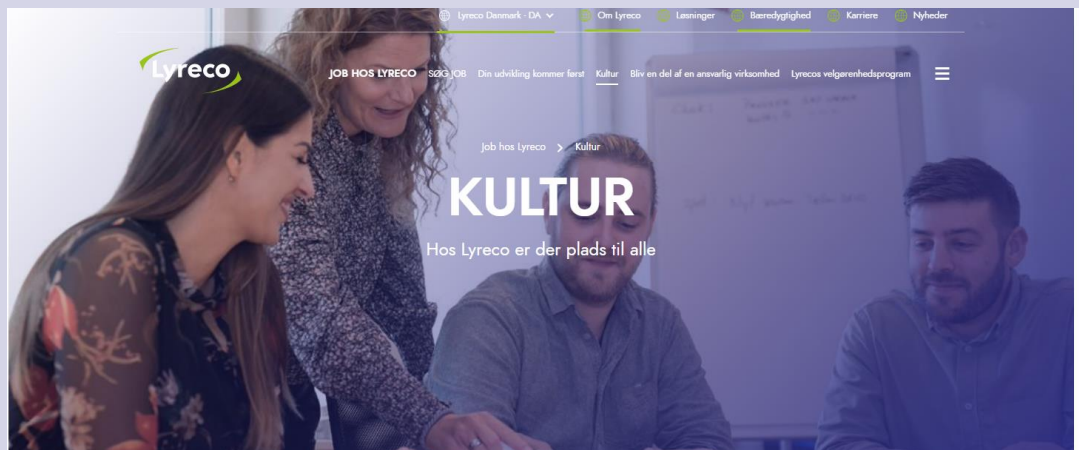 Lyreco Danmark - DA Om Lyreco Løsninger Bæredygtighed Karriere Nyheder
Lyreco
JOB HOS LYRECO SØG JOB Din udvikling kommer først Kultur Bliv en del af en ansvarlig virksomhed Lyrecos velgørenhedsprogram
Job hos Lyreco > Kultur
KULTUR
Hos Lyreco er der plads til alle